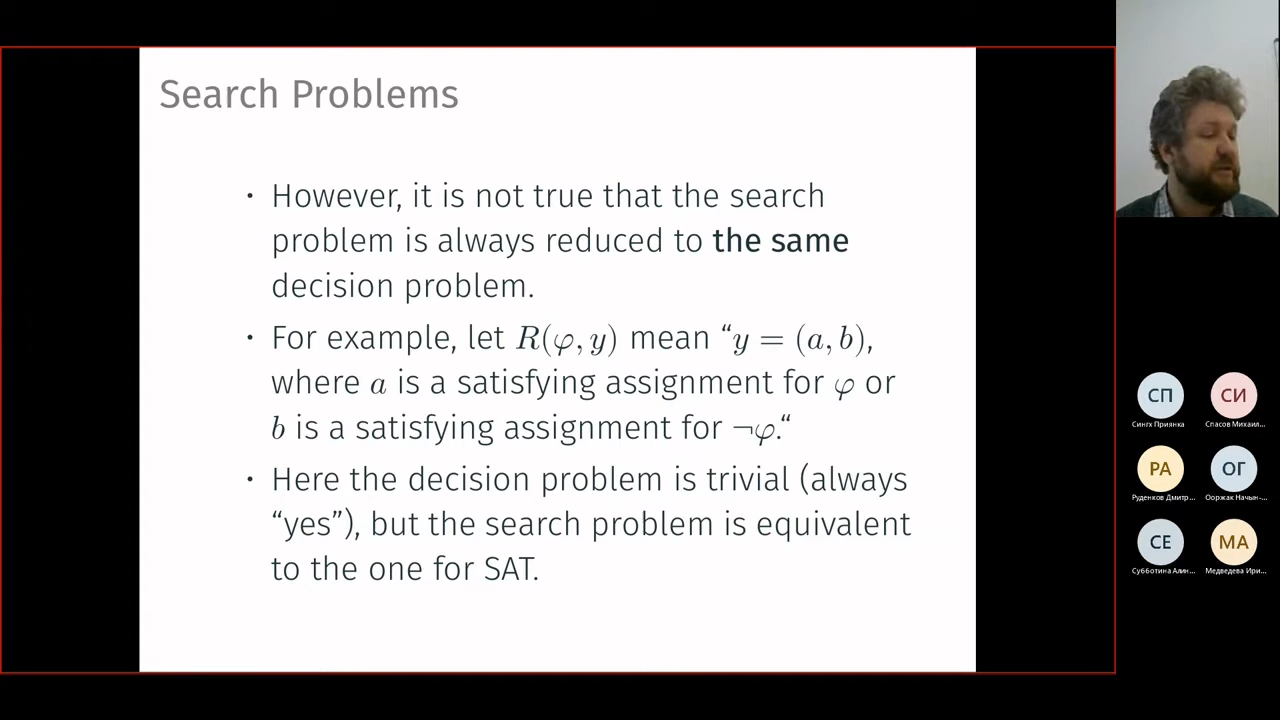 Search Problems
• However, it is not true that the search
problem is always reduced to the same
decision problem.
• For example, let R(φ, y) mean “y = (a, b),
where a is a satisfying assignment for φ or
b is a satisfying assignment for ¬φ.“
• Here the decision problem is trivial (always
“yes”), but the search problem is equivalent
to the one for SAT.
СП
СИ
Сингх Приянка
Спасов Михаил...
РА
ОГ
Руденков Дмитр...
Ооржак Начын-...
СЕ
МА
Субботина Алин...
Медведева Ири...